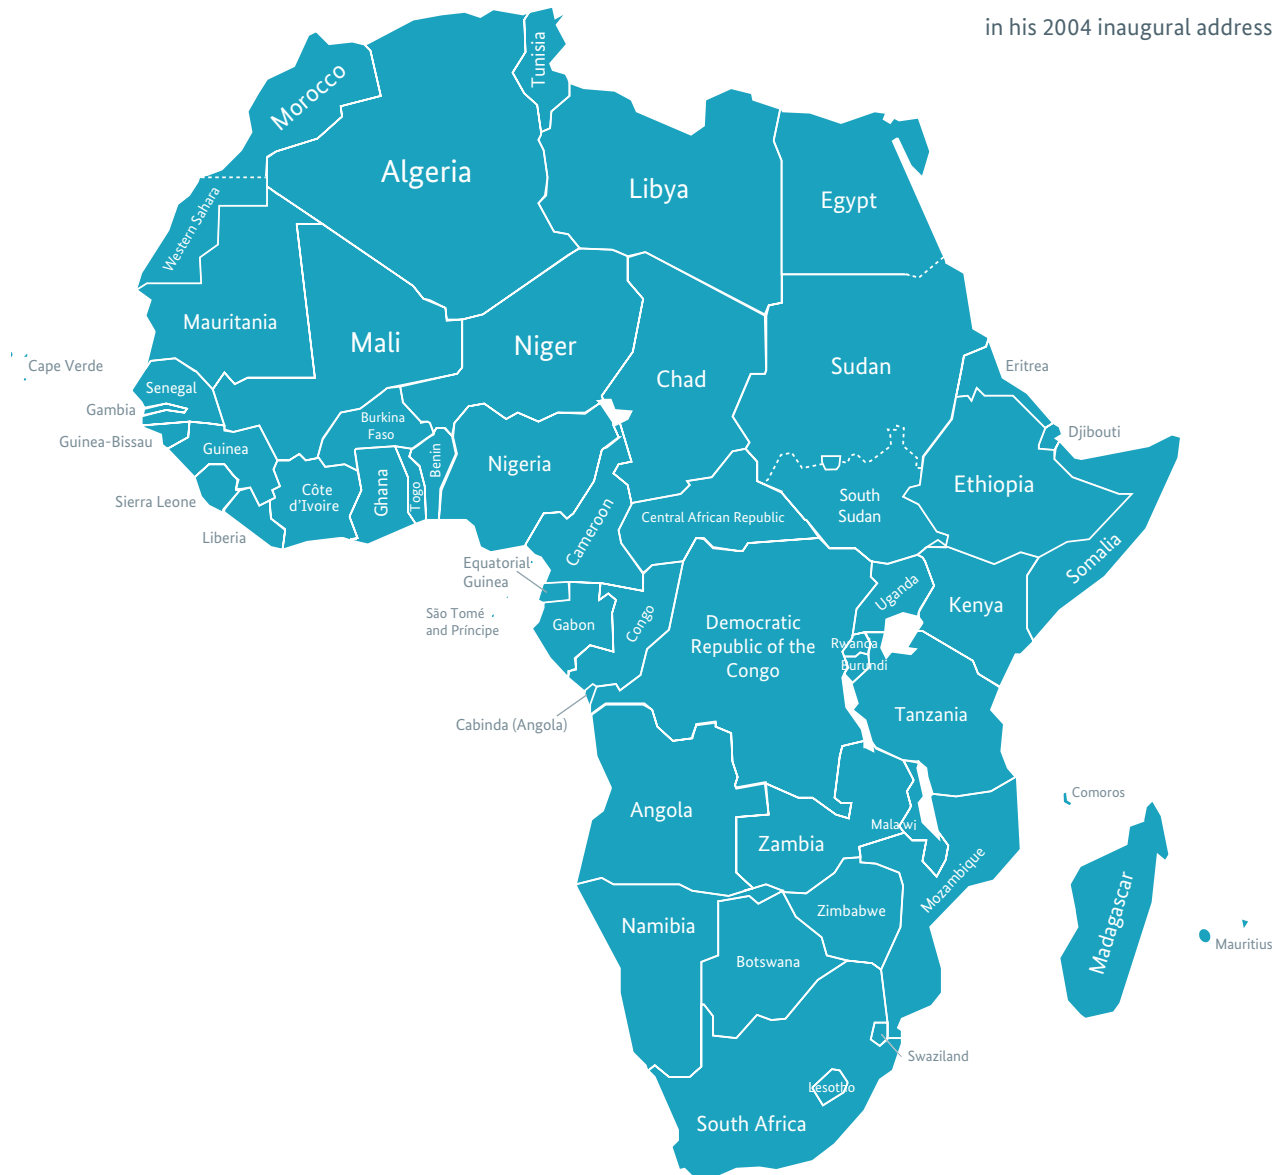 in his 2004 inaugural address
Tunisia
Morocco
Algeria
Libya
Egypt
Western Sahara
Mauritania
Mali
Niger
Chad
Sudan
Eritrea
Cape Verde
Senegal
Gambia
Guinea-Bissau
Guinea
Burkina
Faso
Benin
Nigeria
Djibouti
Ethiopia
Sierra Leone
Liberia
Côte
d’Ivoire
Ghana
Togo
Cameroon
Central African Republic
South
Sudan
Somalia
Equatorial-
Guinea
São Tomé
and Príncipe
Gabon
Congo
Democratic
Republic of the
Congo
Uganda
Kenya
Rwanda
Burundi
Tanzania
Cabinda (Angola)
Angola
Zambia
Malawi
Comoros
Mozambique
Zimbabwe
Namibia
Botswana
Madagascar
Mauritius
Swaziland
Lesotho
South Africa